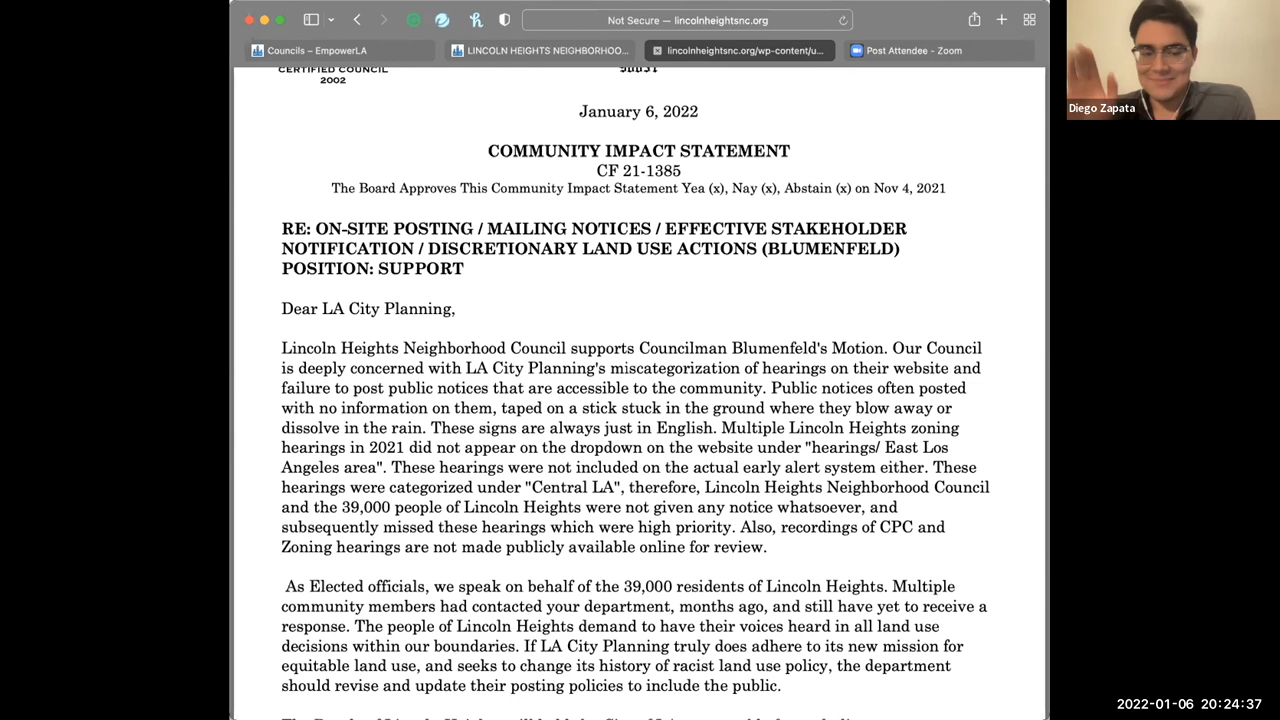 Not Secure — lincolnheightsnc.org
Councils – EmpowerLA
LINCOLN HEIGHTS NEIGHBORHOO...
lincolnheightsnc.org/wp-content/u...
Post Attendee - Zoom
Diego Zapata
CERTIFIED COUNCIL
2002
January 6, 2022
COMMUNITY IMPACT STATEMENT
CF 21-1385
The Board Approves This Community Impact Statement Yea (x), Nay (x), Abstain (x) on Nov 4, 2021
RE: ON-SITE POSTING / MAILING NOTICES / EFFECTIVE STAKEHOLDER
NOTIFICATION / DISCRETIONARY LAND USE ACTIONS (BLUMENFELD)
POSITION: SUPPORT
Dear LA City Planning,
Lincoln Heights Neighborhood Council supports Councilman Blumenfeld's Motion. Our Council
is deeply concerned with LA City Planning's miscategorization of hearings on their website and
failure to post public notices that are accessible to the community. Public notices often posted
with no information on them, taped on a stick stuck in the ground where they blow away or
dissolve in the rain. These signs are always just in English. Multiple Lincoln Heights zoning
hearings in 2021 did not appear on the dropdown on the website under "hearings/ East Los
Angeles area". These hearings were not included on the actual early alert system either. These
hearings were categorized under "Central LA", therefore, Lincoln Heights Neighborhood Council
and the 39,000 people of Lincoln Heights were not given any notice whatsoever, and
subsequently missed these hearings which were high priority. Also, recordings of CPC and
Zoning hearings are not made publicly available online for review.
As Elected officials, we speak on behalf of the 39,000 residents of Lincoln Heights. Multiple
community members had contacted your department, months ago, and still have yet to receive a
response. The people of Lincoln Heights demand to have their voices heard in all land use
decisions within our boundaries. If LA City Planning truly does adhere to its new mission for
equitable land use, and seeks to change its history of racist land use policy, the department
should revise and update their posting policies to include the public.
2022-01-06 20:24:37